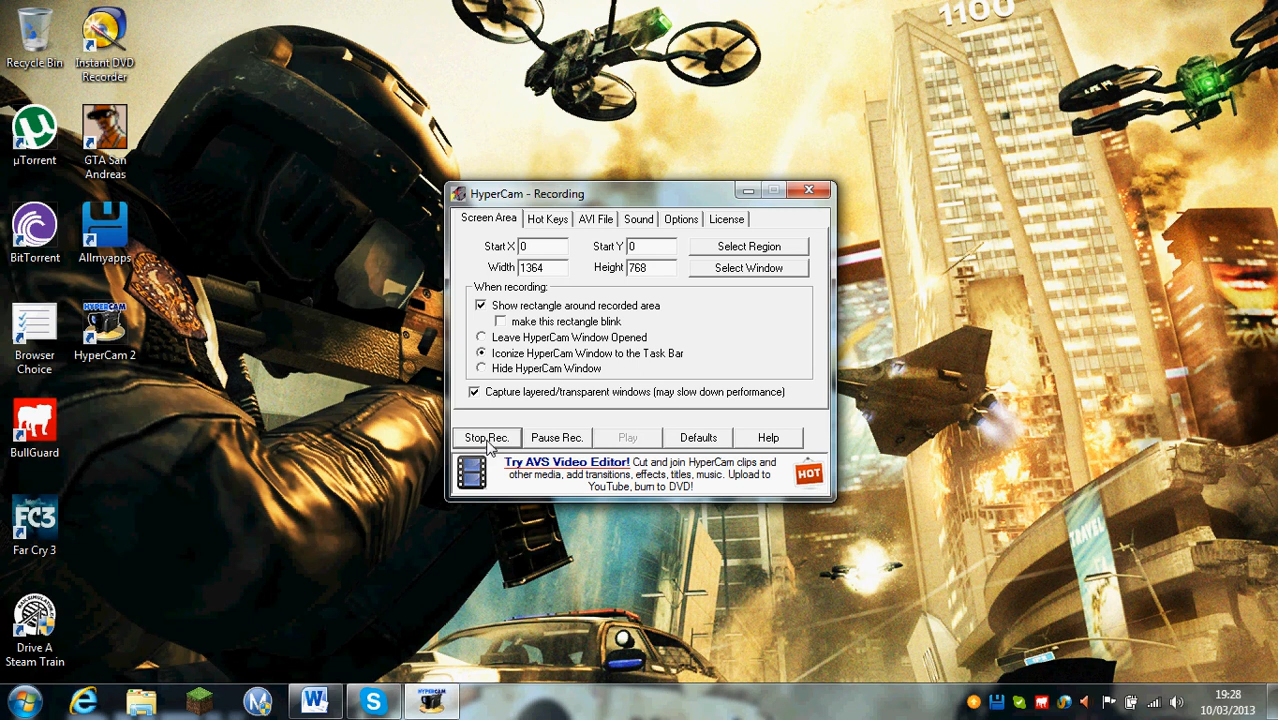 Recycle Bin
Instant DVD
Recorder
µTorrent
GTA San
Andreas
BitTorrent
Allmyapps
Browser
Choice
HYPERCAM
HyperCam 2
BullGuard
FC3
Far Cry 3
Drive A
Steam Train
1100
TRAVEL
HyperCam - Recording
Screen Area
Hot Keys
AVI File
Sound
Options
License
Start X 0
Start Y 0
Select Region
Width 1364
Height 768
Select Window
When recording:
Show rectangle around recorded area
make this rectangle blink
Leave HyperCam Window Opened
Iconize HyperCam Window to the Task Bar
Hide HyperCam Window
Capture layered/transparent windows (may slow down performance)
Stop Rec.
Pause Rec.
Play
Defaults
Help
Try AVS Video Editor! Cut and join HyperCam clips and
other media, add transitions, effects, titles, music. Upload to
YouTube, burn to DVD!
HOT
HYPERCAM
19:28
10/03/2013